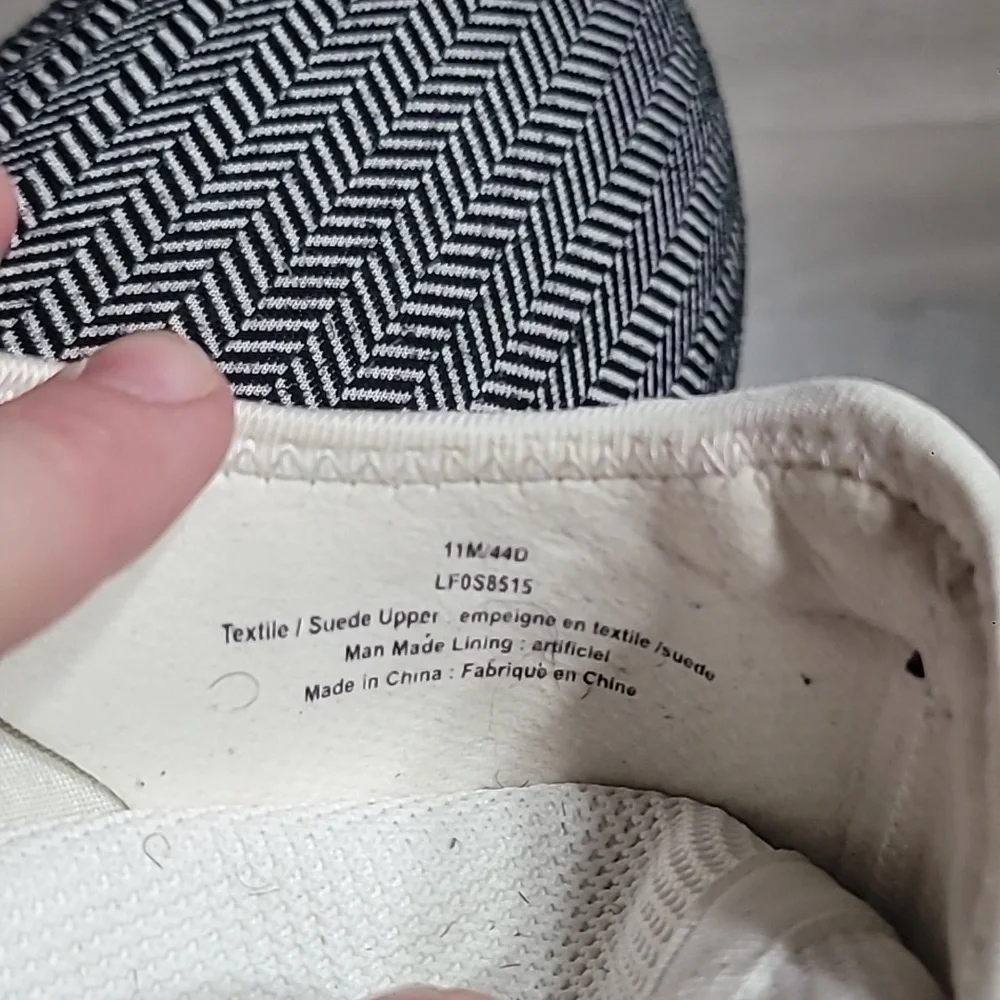 11M/44D
LF0S8515
Textile / Suede Upper : empeigne en textile /suede
Man Made Lining : artificiel
Made in China : Fabriquè en Chine